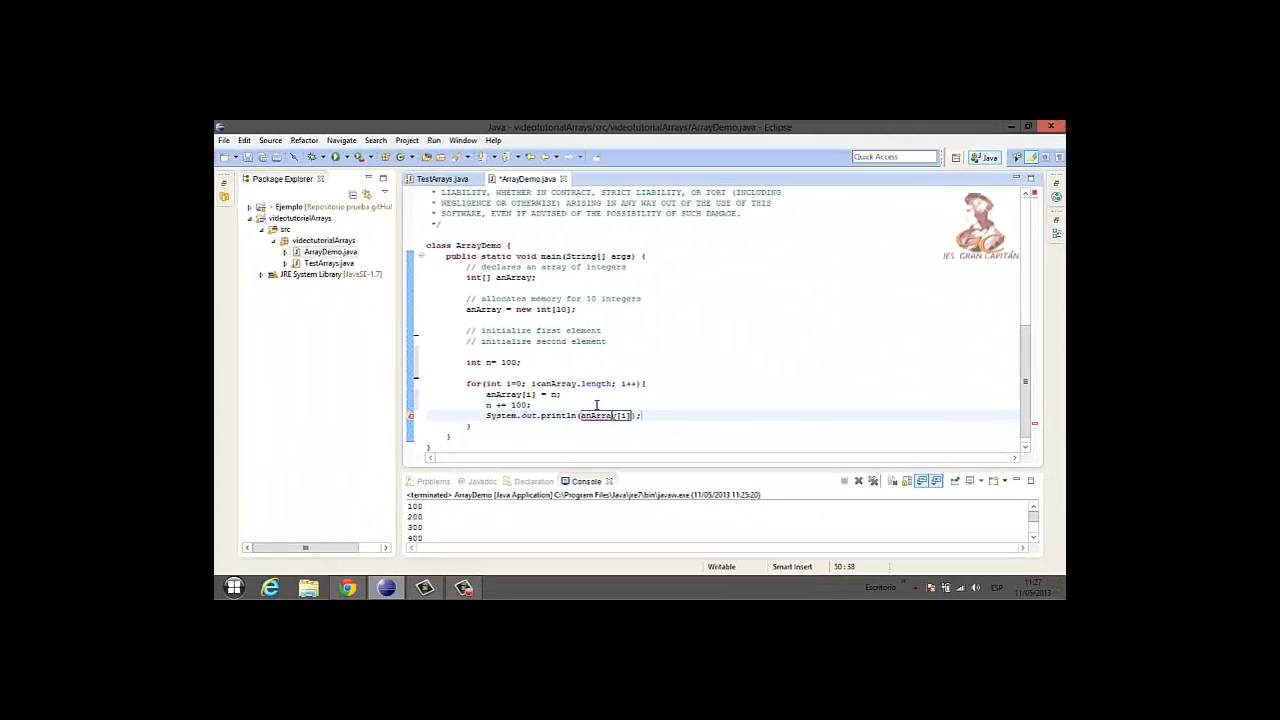 Java - videotutorialArrays/src/videotutorialArrays/ArrayDemo.java - Eclipse
File Edit Source Refactor Navigate Search Project Run Window Help
Quick Access
Java
Package Explorer
TestArrays.java
*ArrayDemo.java
Ejemplo [Repositorio prueba gitHul
videotutorialArrays
src
videotutorialArrays
ArrayDemo.java
TestArrays.java
JRE System Library [JavaSE-1.7]
* LIABILITY, WHETHER IN CONTRACT, STRICT LIABILITY, OR TORT (INCLUDING
* NEGLIGENCE OR OTHERWISE) ARISING IN ANY WAY OUT OF THE USE OF THIS
* SOFTWARE, EVEN IF ADVISED OF THE POSSIBILITY OF SUCH DAMAGE.
*/
class ArrayDemo {
public static void main(String[] args) {
// declares an array of integers
int[] anArray;
// allocates memory for 10 integers
anArray = new int[10];
// initialize first element
// initialize second element
int n= 100;
for(int i=0; i<anArray.length; i++){
anArray[i] = n;
n += 100;
System.out.println(anArray[i]);
}
}
}
IES GRAN CAPITÁN
Problems
Javadoc
Declaration
Console
<terminated> ArrayDemo [Java Application] C:\Program Files\Java\jre7\bin\javaw.exe (11/05/2013 11:25:20)
100
200
300
400
Writable
Smart Insert
50 : 38
Escritorio
ESP
11:27
11/05/2013